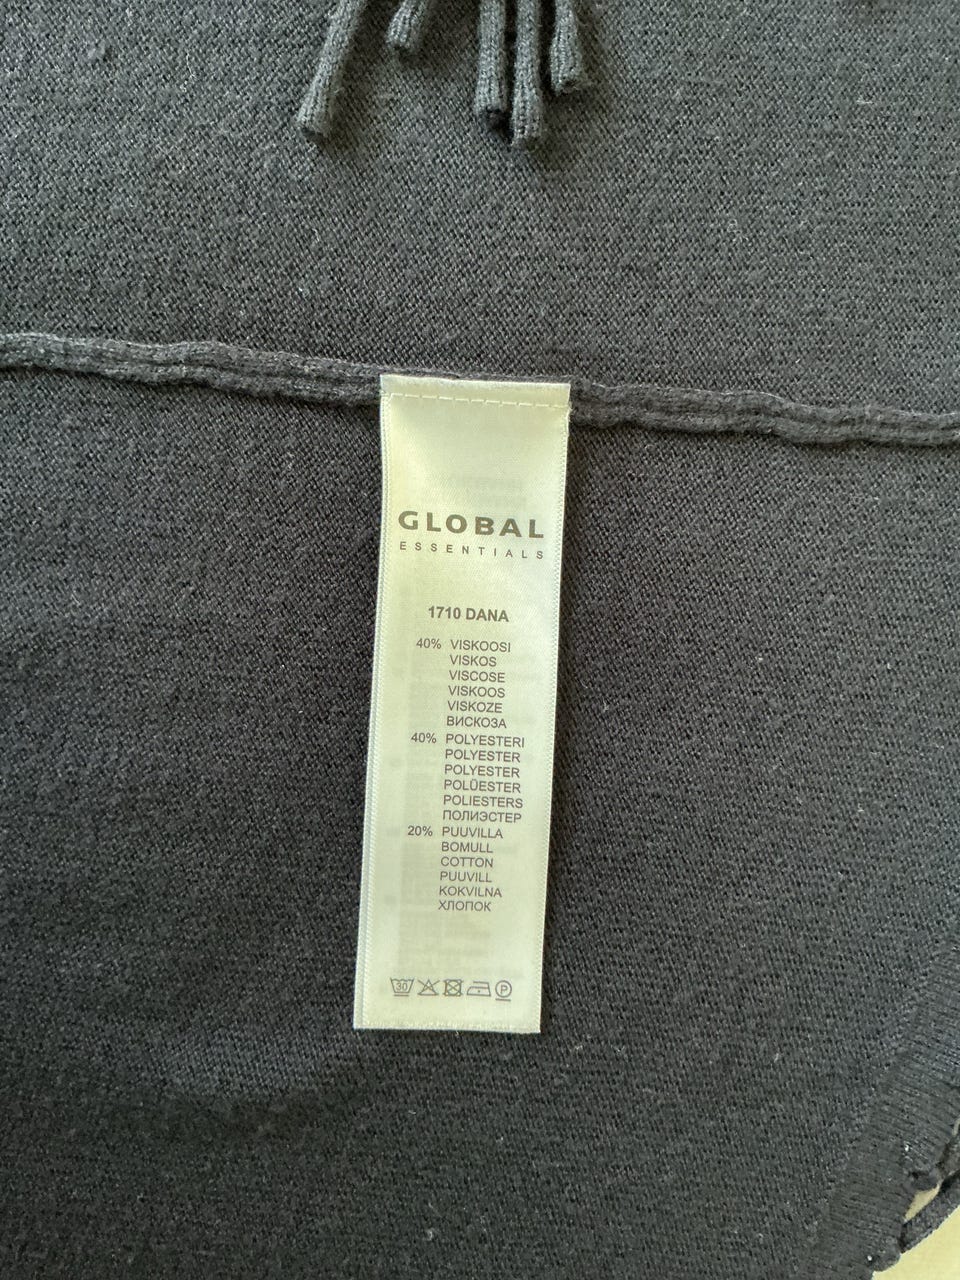 GLOBAL
ESSENTIALS
1710 DANA
40% VISKOOSI
VISKOS
VISCOSE
VISKOOS
VISKOZE
ВИСКОЗА
40% POLYESTERI
POLYESTER
POLYESTER
POLÜESTER
POLIESTERS
ПОЛИЭСТЕР
20% PUUVILLA
BOMULL
COTTON
PUUVILL
KOKVILNA
ХЛОПОК
30 P